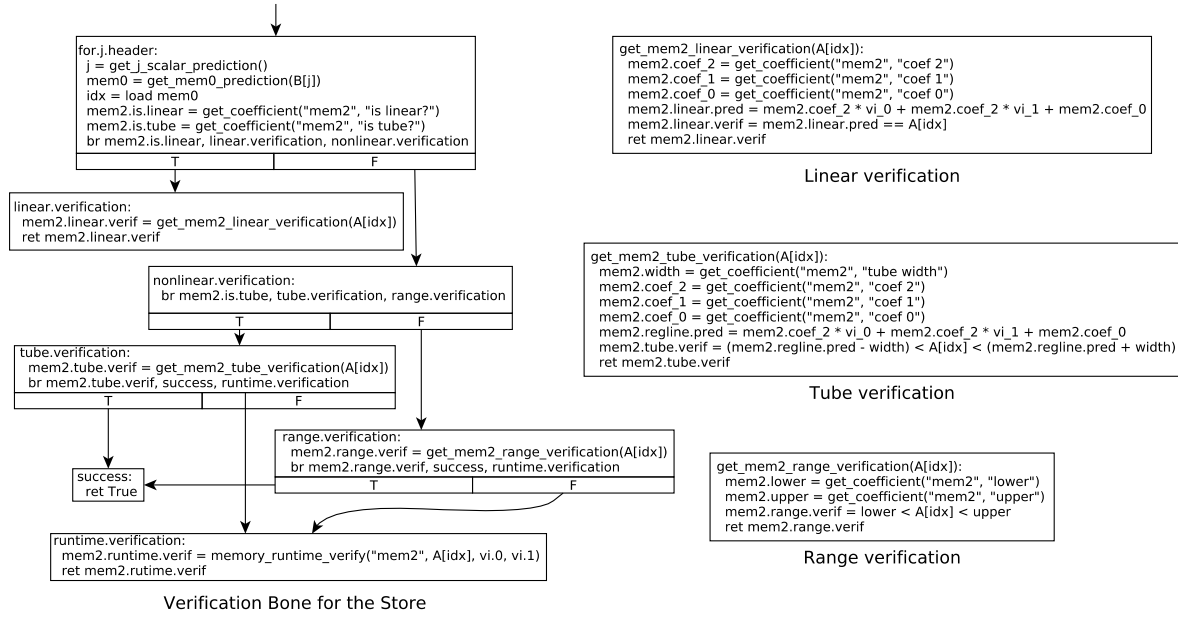 for.j.header:
j = get_j_scalar_prediction()
mem0 = get_mem0_prediction(B[j])
idx = load mem0
mem2.is.linear = get_coefficient("mem2", "is linear?")
mem2.is.tube = get_coefficient("mem2", "is tube?")
br mem2.is.linear, linear.verification, nonlinear.verification
T F
linear.verification:
mem2.linear.verif = get_mem2_linear_verification(A[idx])
ret mem2.linear.verif
nonlinear.verification:
br mem2.is.tube, tube.verification, range.verification
T F
tube.verification:
mem2.tube.verif = get_mem2_tube_verification(A[idx])
br mem2.tube.verif, success, runtime.verification
T F
range.verification:
mem2.range.verif = get_mem2_range_verification(A[idx])
br mem2.range.verif, success, runtime.verification
T F
success:
ret True
runtime.verification:
mem2.runtime.verif = memory_runtime_verify("mem2", A[idx], vi.0, vi.1)
ret mem2.rutime.verif
Verification Bone for the Store
get_mem2_linear_verification(A[idx]):
mem2.coef_2 = get_coefficient("mem2", "coef 2")
mem2.coef_1 = get_coefficient("mem2", "coef 1")
mem2.coef_0 = get_coefficient("mem2", "coef 0")
mem2.linear.pred = mem2.coef_2 * vi_0 + mem2.coef_2 * vi_1 + mem2.coef_0
mem2.linear.verif = mem2.linear.pred == A[idx]
ret mem2.linear.verif
Linear verification
get_mem2_tube_verification(A[idx]):
mem2.width = get_coefficient("mem2", "tube width")
mem2.coef_2 = get_coefficient("mem2", "coef 2")
mem2.coef_1 = get_coefficient("mem2", "coef 1")
mem2.coef_0 = get_coefficient("mem2", "coef 0")
mem2.regline.pred = mem2.coef_2 * vi_0 + mem2.coef_2 * vi_1 + mem2.coef_0
mem2.tube.verif = (mem2.regline.pred - width) < A[idx] < (mem2.regline.pred + width)
ret mem2.tube.verif
Tube verification
get_mem2_range_verification(A[idx]):
mem2.lower = get_coefficient("mem2", "lower")
mem2.upper = get_coefficient("mem2", "upper")
mem2.range.verif = lower < A[idx] < upper
ret mem2.range.verif
Range verification